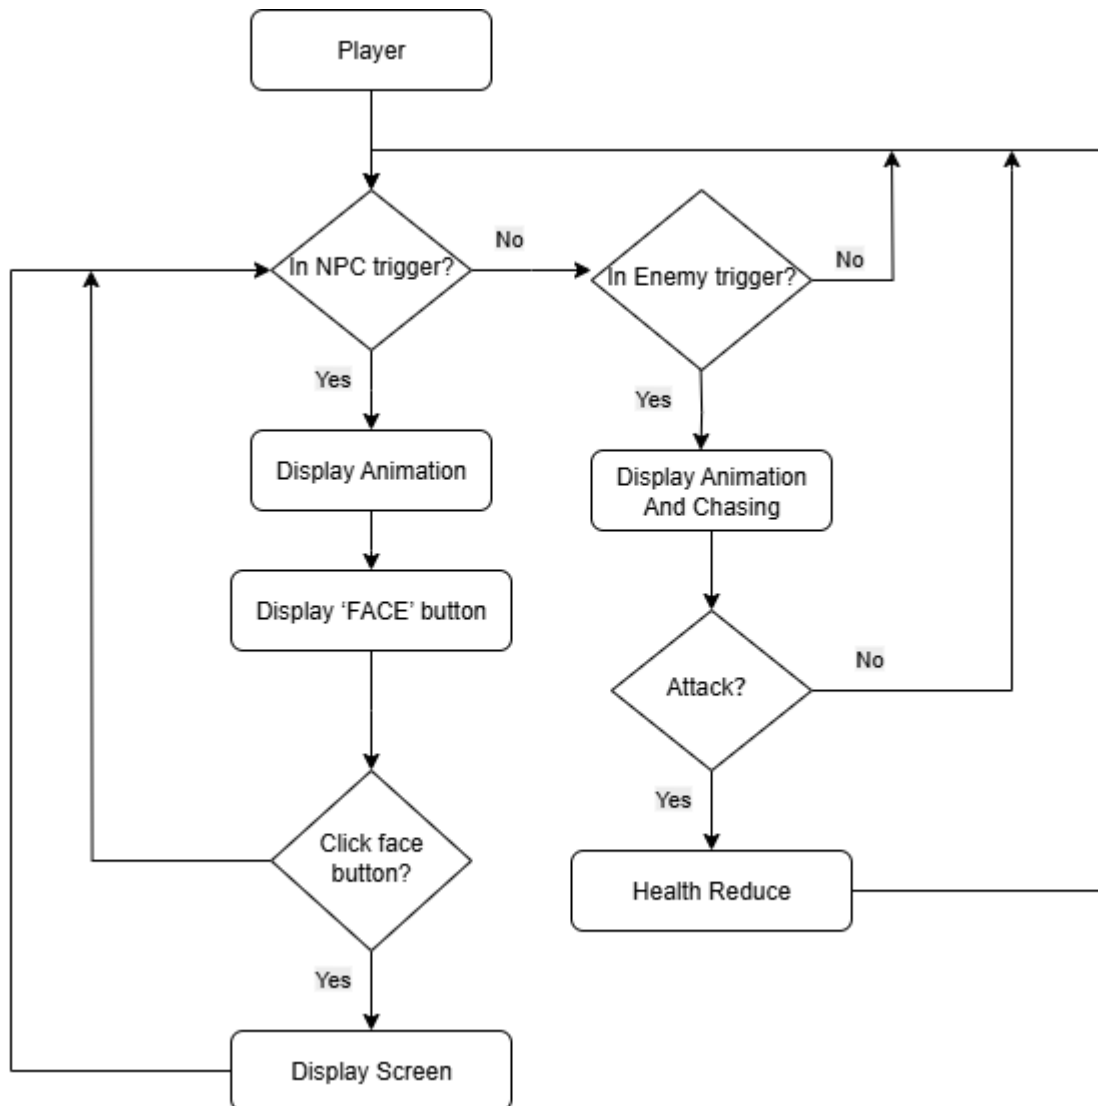 Player
In NPC trigger?
No
In Enemy trigger?
No
Yes
Yes
Display Animation
Display Animation
And Chasing
Display ‘FACE’ button
Attack?
No
Yes
Click face
button?
Health Reduce
Yes
Display Screen